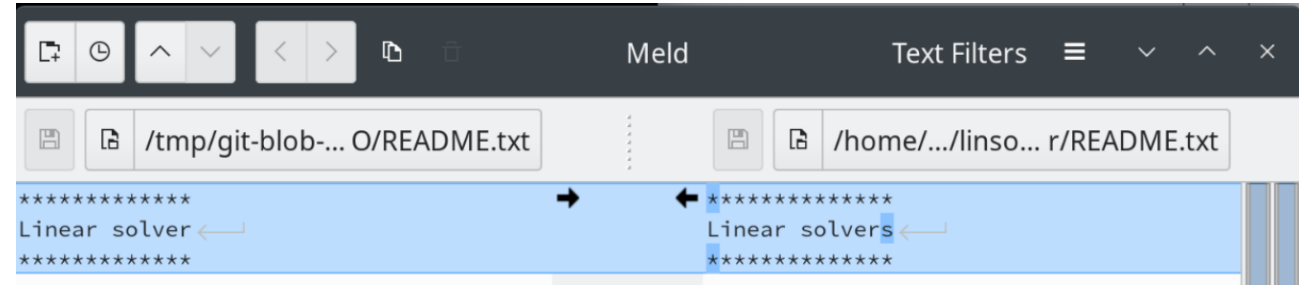 Meld
Text Filters
/tmp/git-blob-... O/README.txt
/home/.../linso... r/README.txt
*************
Linear solver
*************
**************
Linear solvers
**************